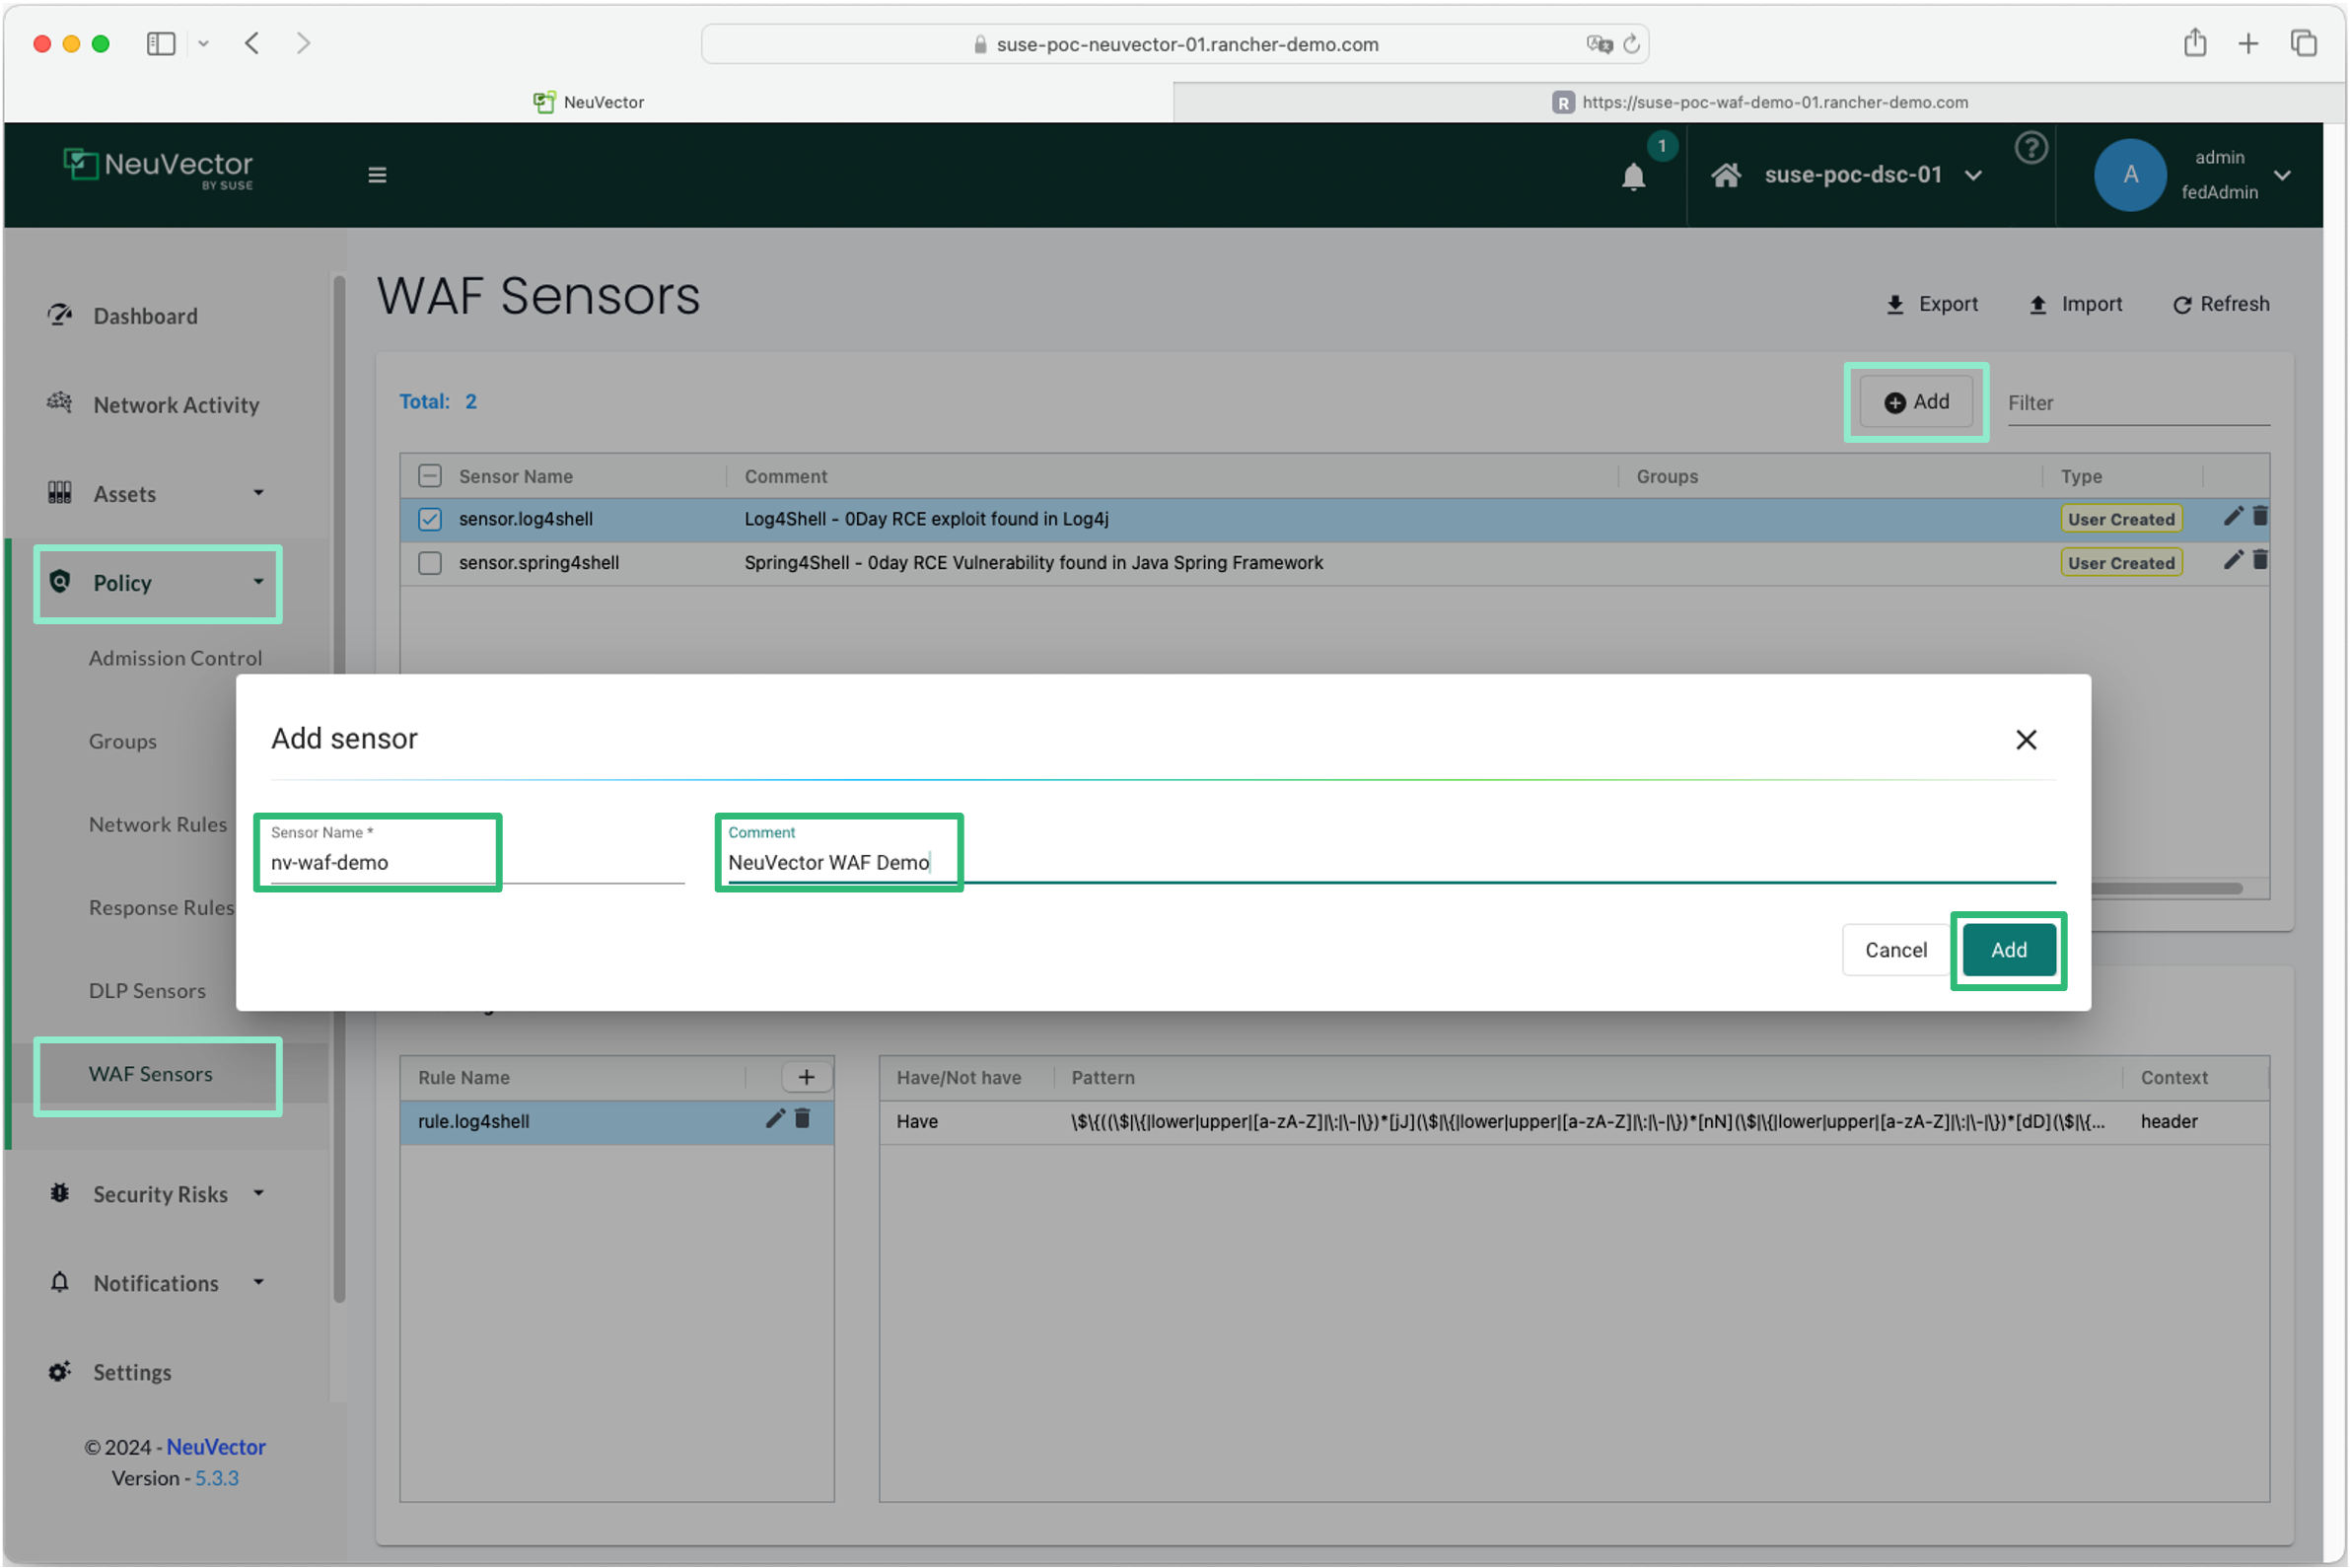 suse-poc-neuvector-01.rancher-demo.com
NeuVector
R https://suse-poc-waf-demo-01.rancher-demo.com
NeuVector
BY SUSE
1
suse-poc-dsc-01
?
A
admin
fedAdmin
Dashboard
Network Activity
Assets
Policy
Admission Control
Groups
Network Rules
Response Rules
DLP Sensors
WAF Sensors
Security Risks
Notifications
Settings
© 2024 - NeuVector
Version - 5.3.3
WAF Sensors
Export
Import
Refresh
Total: 2
Add
Filter
Sensor Name Comment Groups Type
sensor.log4shell Log4Shell - 0Day RCE exploit found in Log4j User Created
sensor.spring4shell Spring4Shell - 0day RCE Vulnerability found in Java Spring Framework User Created
Add sensor
Sensor Name *
nv-waf-demo
Comment
NeuVector WAF Demo
Cancel
Add
Rule Name
rule.log4shell
Have/Not have Pattern Context
Have \$\{((\$|\{|lower|upper|[a-zA-Z]|\:|\-|\})*[jJ](\$|\{|lower|upper|[a-zA-Z]|\:|\-|\})*[nN](\$|\{|lower|upper|[a-zA-Z]|\:|\-|\})*[dD](\$|\{... header